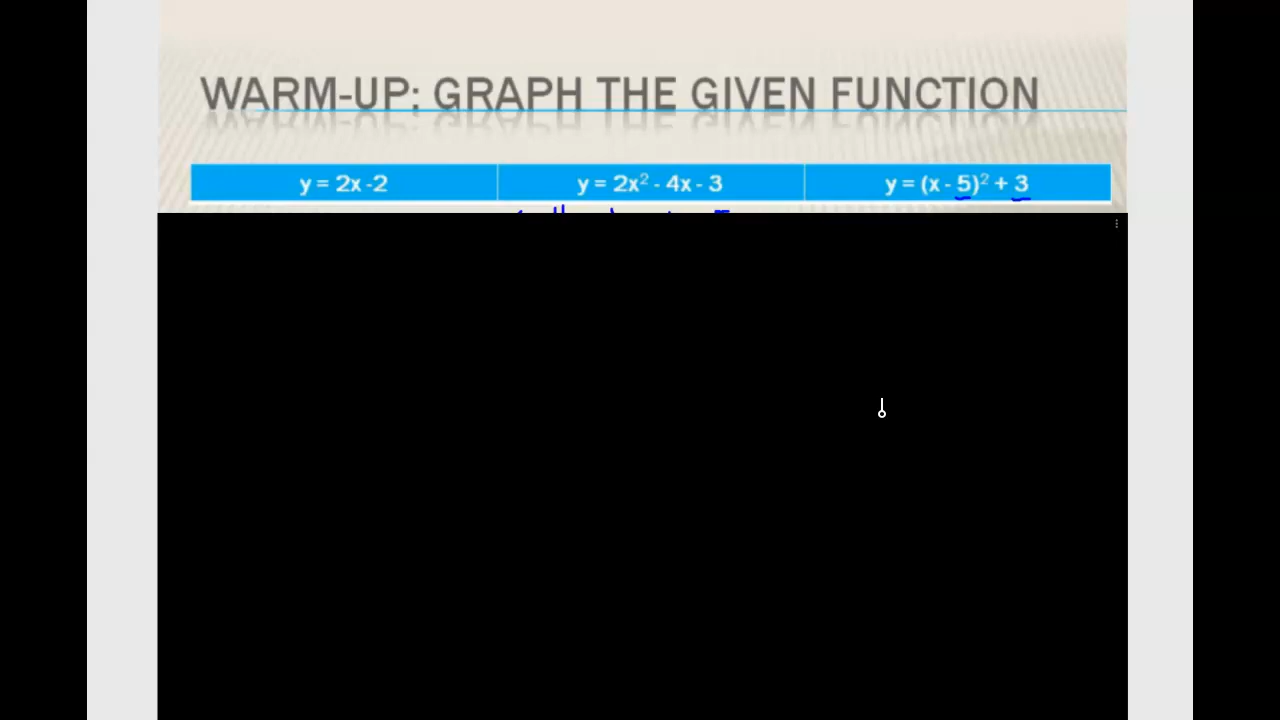 WARM-UP: GRAPH THE GIVEN FUNCTION
y = 2x -2
y = 2x² - 4x - 3
y = (x - 5)² + 3